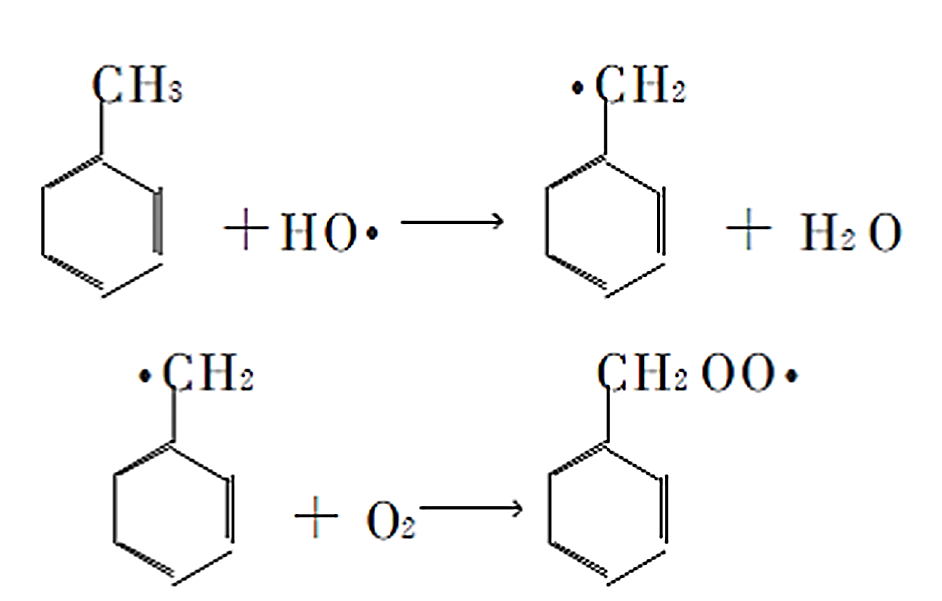 CH₃ ·CH₂
+ HO· ⟶ + H₂O
·CH₂ CH₂OO·
+ O₂ ⟶